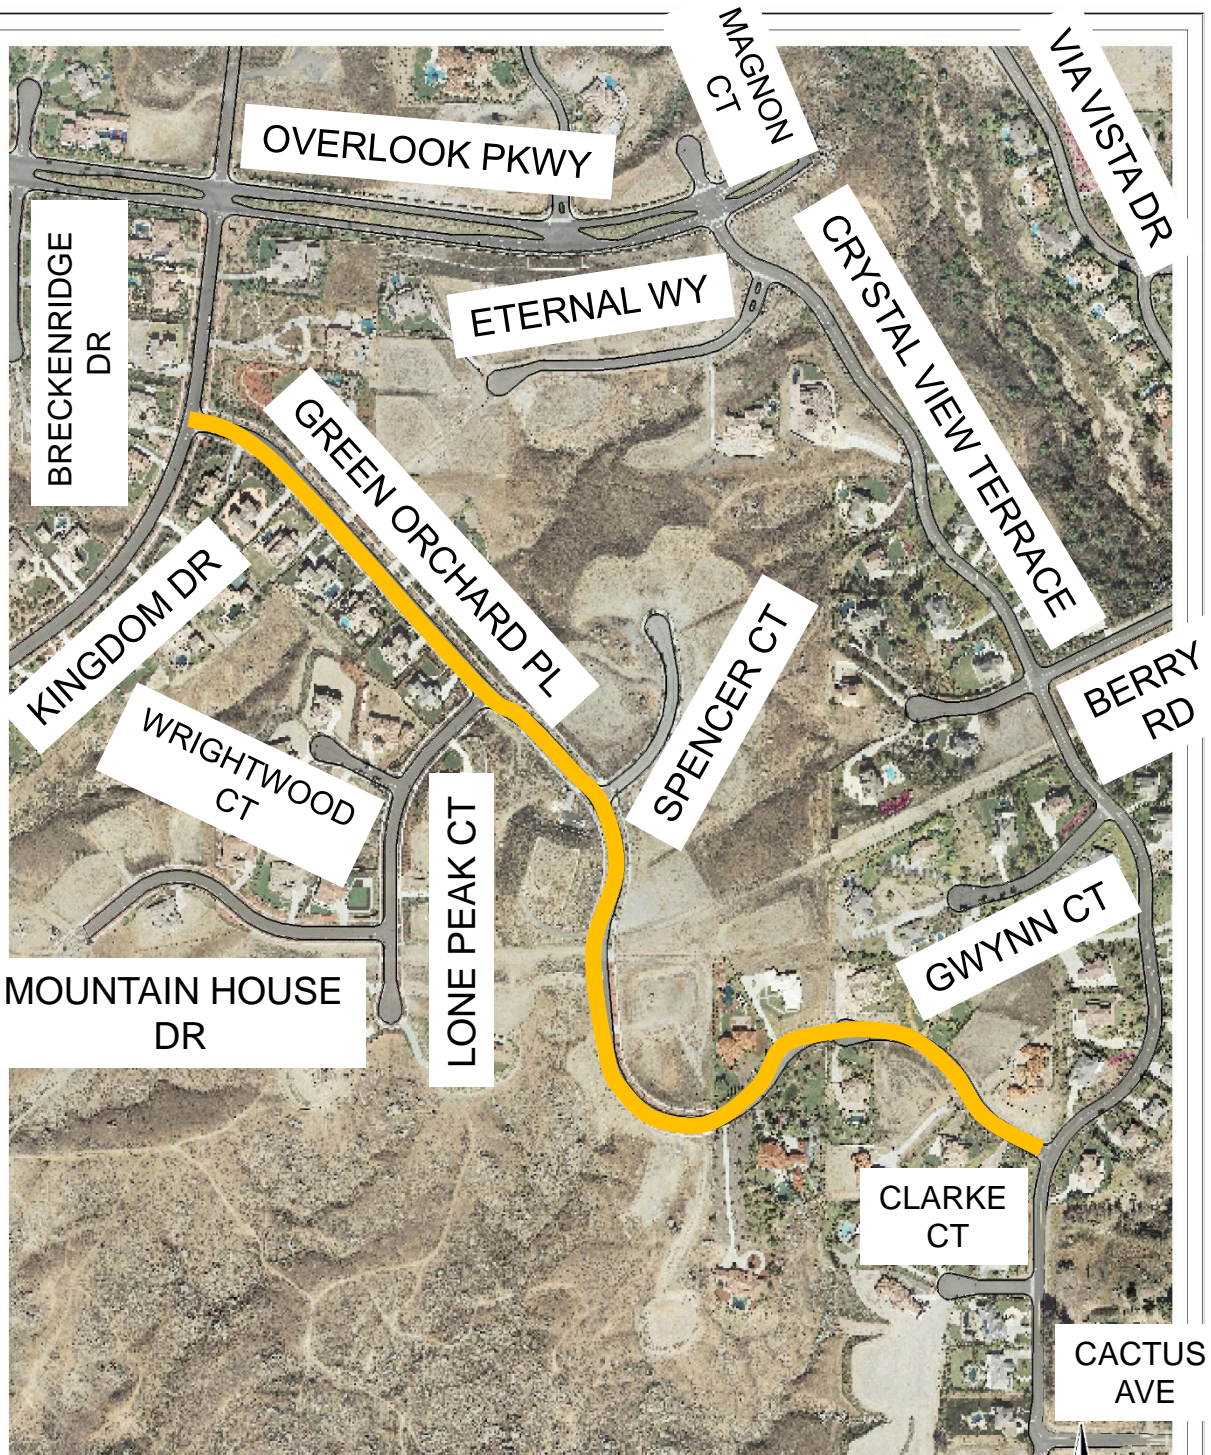 MAGNON
CT
VIA VISTA DR
OVERLOOK PKWY
BRECKENRIDGE
DR
ETERNAL WY
CRYSTAL VIEW TERRACE
GREEN ORCHARD PL
KINGDOM DR
SPENCER CT
BERRY
RD
WRIGHTWOOD
CT
LONE PEAK CT
GWYNN CT
MOUNTAIN HOUSE
DR
CLARKE
CT
CACTUS
AVE